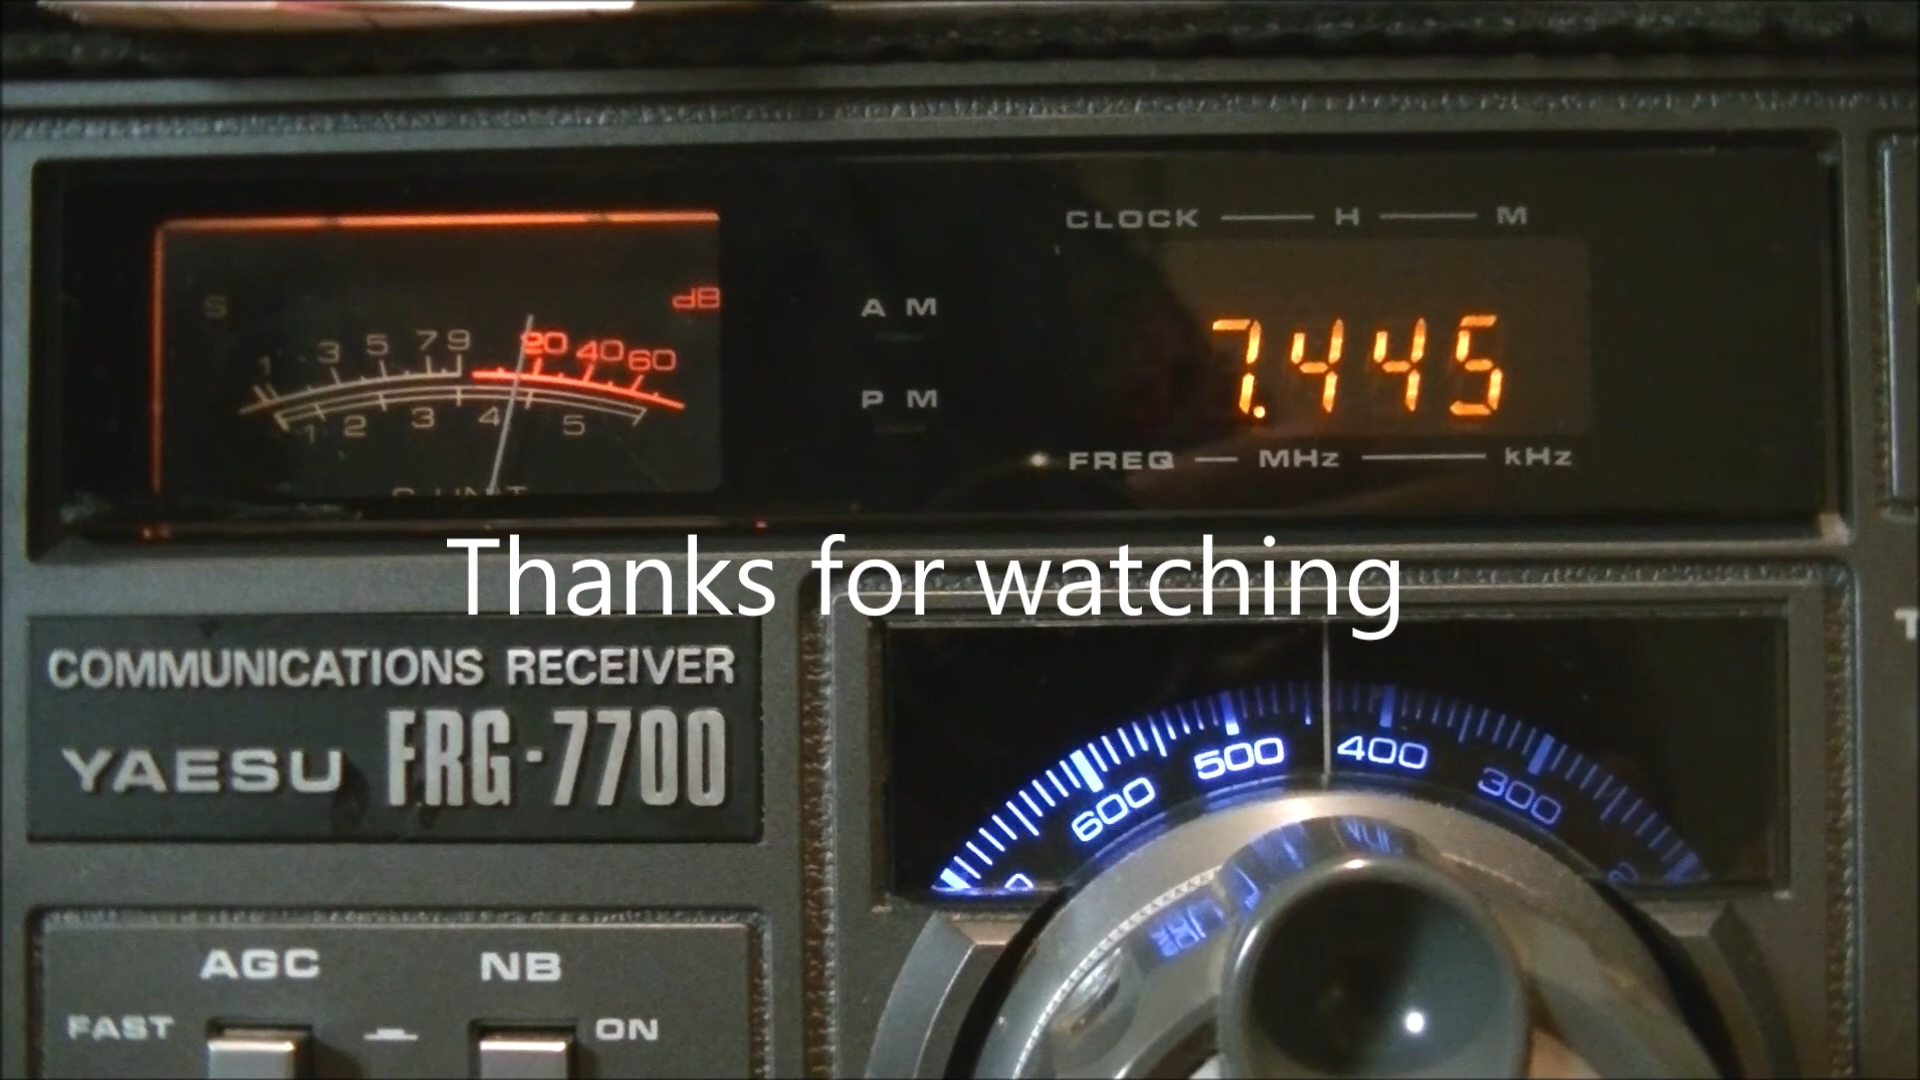 CLOCK H M
S dB
A M
1 3 5 7 9 20 40 60
7.445
P M
1 2 3 4 5
FREQ MHz kHz
S UNIT
Thanks for watching
COMMUNICATIONS RECEIVER
YAESU FRG-7700
600 500 400 300
AGC NB
FAST ON